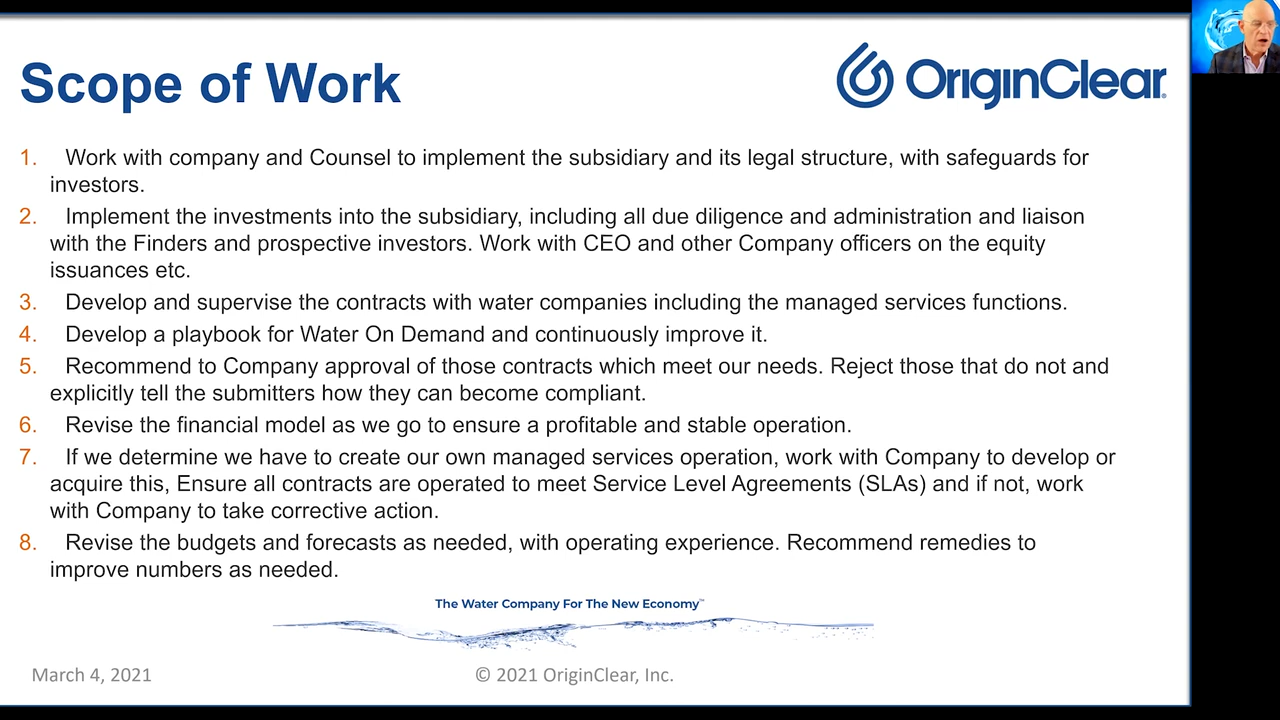 Scope of Work
OriginClear
1. Work with company and Counsel to implement the subsidiary and its legal structure, with safeguards for
investors.
2. Implement the investments into the subsidiary, including all due diligence and administration and liaison
with the Finders and prospective investors. Work with CEO and other Company officers on the equity
issuances etc.
3. Develop and supervise the contracts with water companies including the managed services functions.
4. Develop a playbook for Water On Demand and continuously improve it.
5. Recommend to Company approval of those contracts which meet our needs. Reject those that do not and
explicitly tell the submitters how they can become compliant.
6. Revise the financial model as we go to ensure a profitable and stable operation.
7. If we determine we have to create our own managed services operation, work with Company to develop or
acquire this, Ensure all contracts are operated to meet Service Level Agreements (SLAs) and if not, work
with Company to take corrective action.
8. Revise the budgets and forecasts as needed, with operating experience. Recommend remedies to
improve numbers as needed.
The Water Company For The New Economy™
March 4, 2021
© 2021 OriginClear, Inc.